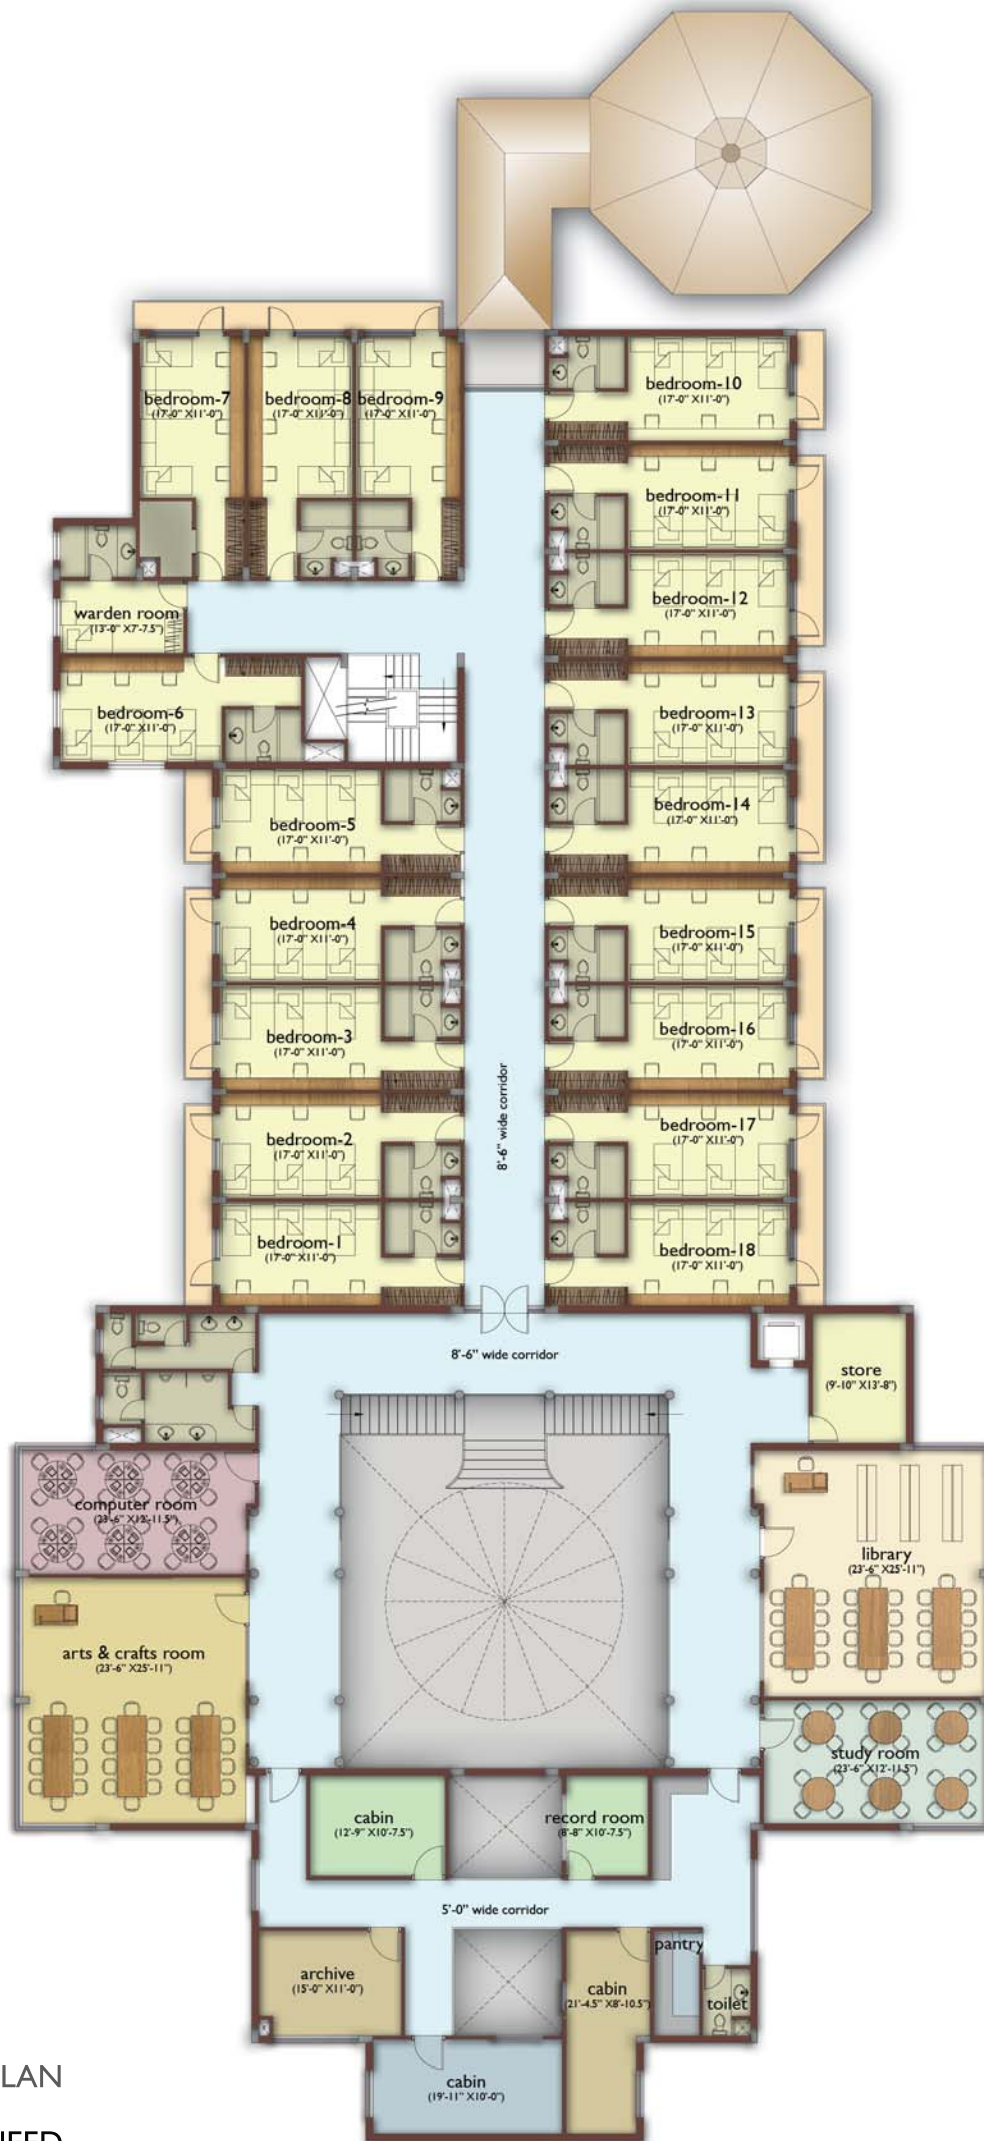 bedroom-7
(17'-0" X11'-0")
bedroom-8
(17'-0" X11'-0")
bedroom-9
(17'-0" X11'-0")
bedroom-10
(17'-0" X11'-0")
bedroom-11
(17'-0" X11'-0")
bedroom-12
(17'-0" X11'-0")
warden room
(13'-0" X7'-7.5")
bedroom-6
(17'-0" X11'-0")
bedroom-13
(17'-0" X11'-0")
bedroom-5
(17'-0" X11'-0")
bedroom-14
(17'-0" X11'-0")
bedroom-4
(17'-0" X11'-0")
bedroom-15
(17'-0" X11'-0")
bedroom-3
(17'-0" X11'-0")
bedroom-16
(17'-0" X11'-0")
8'-6" wide corridor
bedroom-2
(17'-0" X11'-0")
bedroom-17
(17'-0" X11'-0")
bedroom-1
(17'-0" X11'-0")
bedroom-18
(17'-0" X11'-0")
8'-6" wide corridor
store
(9'-10" X13'-8")
computer room
(23'-6" X12'-11.5")
library
(23'-6" X25'-11")
arts & crafts room
(23'-6" X25'-11")
study room
(23'-6" X12'-11.5")
cabin
(12'-9" X10'-7.5")
record room
(8'-8" X10'-7.5")
5'-0" wide corridor
archive
(15'-0" X11'-0")
cabin
(21'-4.5" X8'-10.5")
pantry
toilet
cabin
(19'-11" X10'-0")
LAN